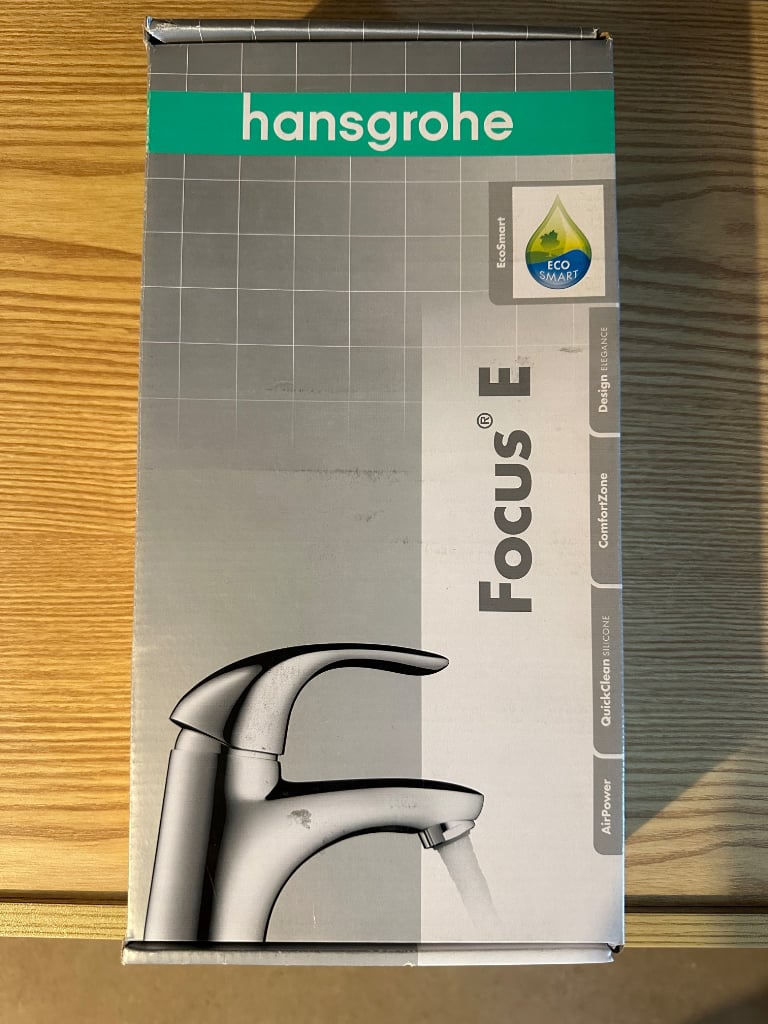 hansgrohe
EcoSmart
ECO
SMART
Focus® E
Design ELEGANCE
ComfortZone
QuickClean SILICONE
AirPower